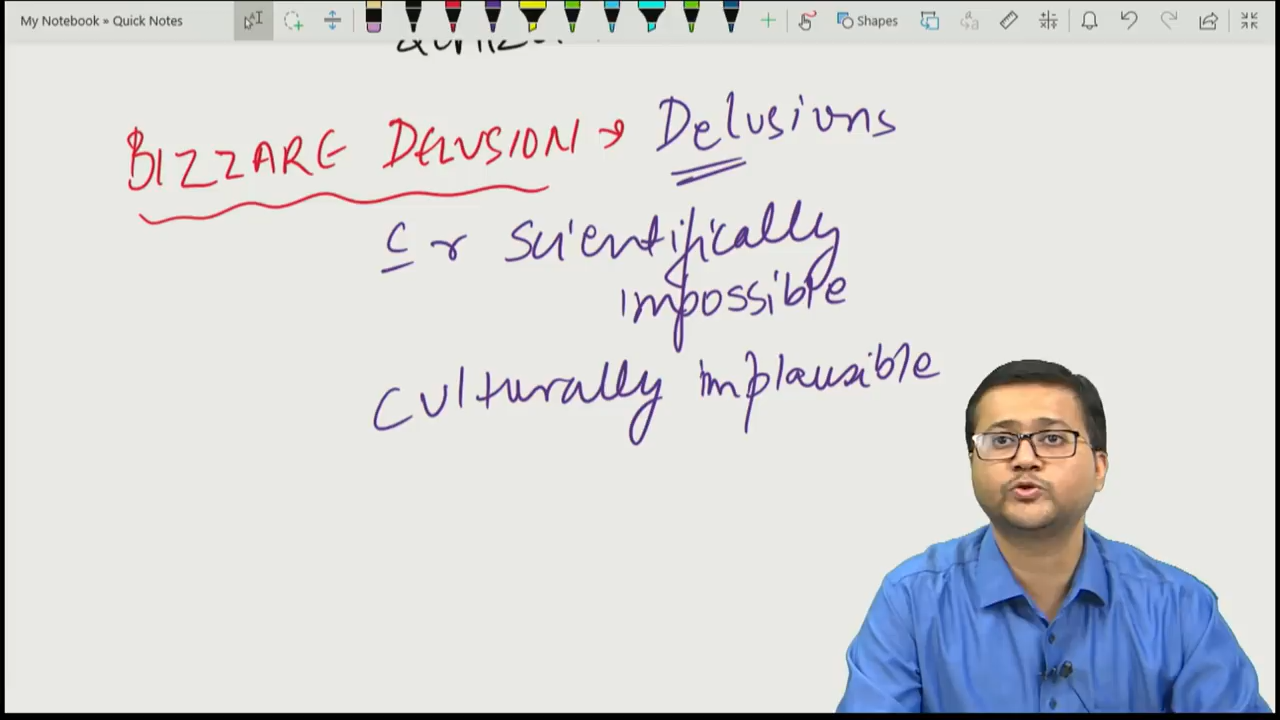 My Notebook » Quick Notes
Shapes
BIZZARE DELUSION → Delusions
c r scientifically
impossible
culturally implausible